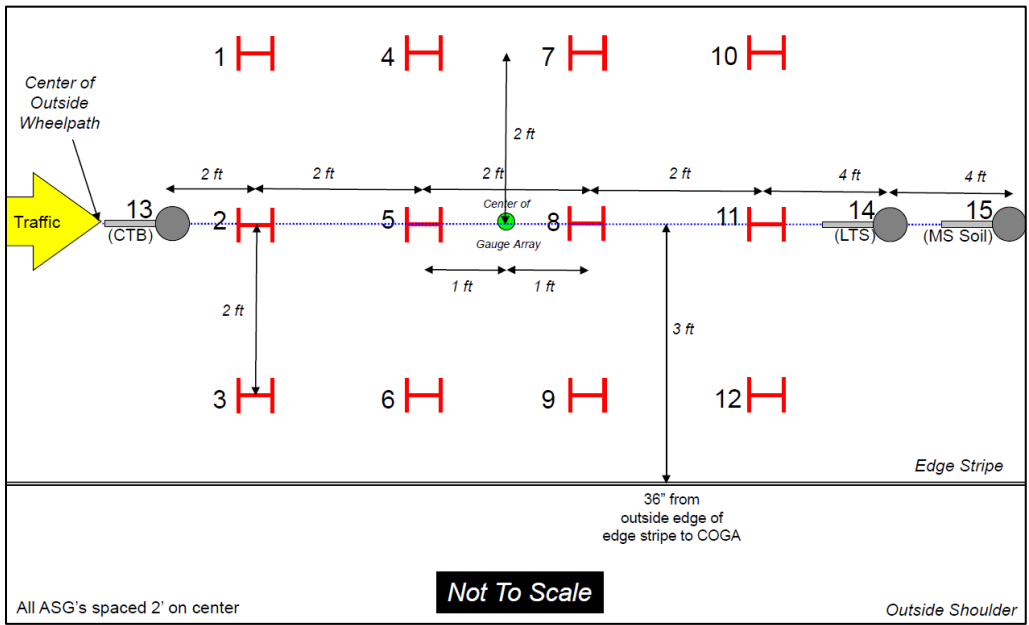 1
4
7
10
Center of
Outside
Wheelpath
2 ft
2 ft
2 ft
2 ft
2 ft
4 ft
4 ft
Traffic
13
(CTB)
2
5
Center of
Gauge Array
8
11
14
(LTS)
15
(MS Soil)
1 ft
1 ft
2 ft
3 ft
3
6
9
12
Edge Stripe
36” from
outside edge of
edge stripe to COGA
Not To Scale
All ASG’s spaced 2’ on center
Outside Shoulder